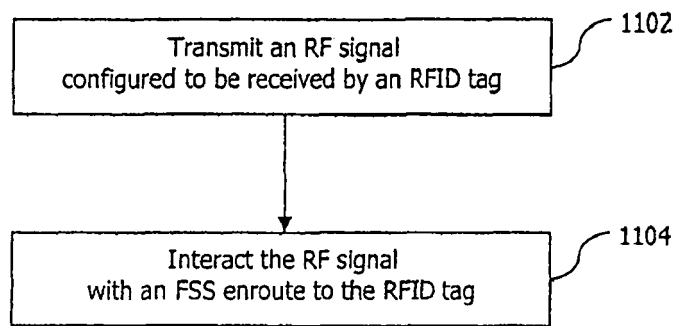 1102
Transmit an RF signal
configured to be received by an RFID tag
1104
Interact the RF signal
with an FSS enroute to the RFID tag